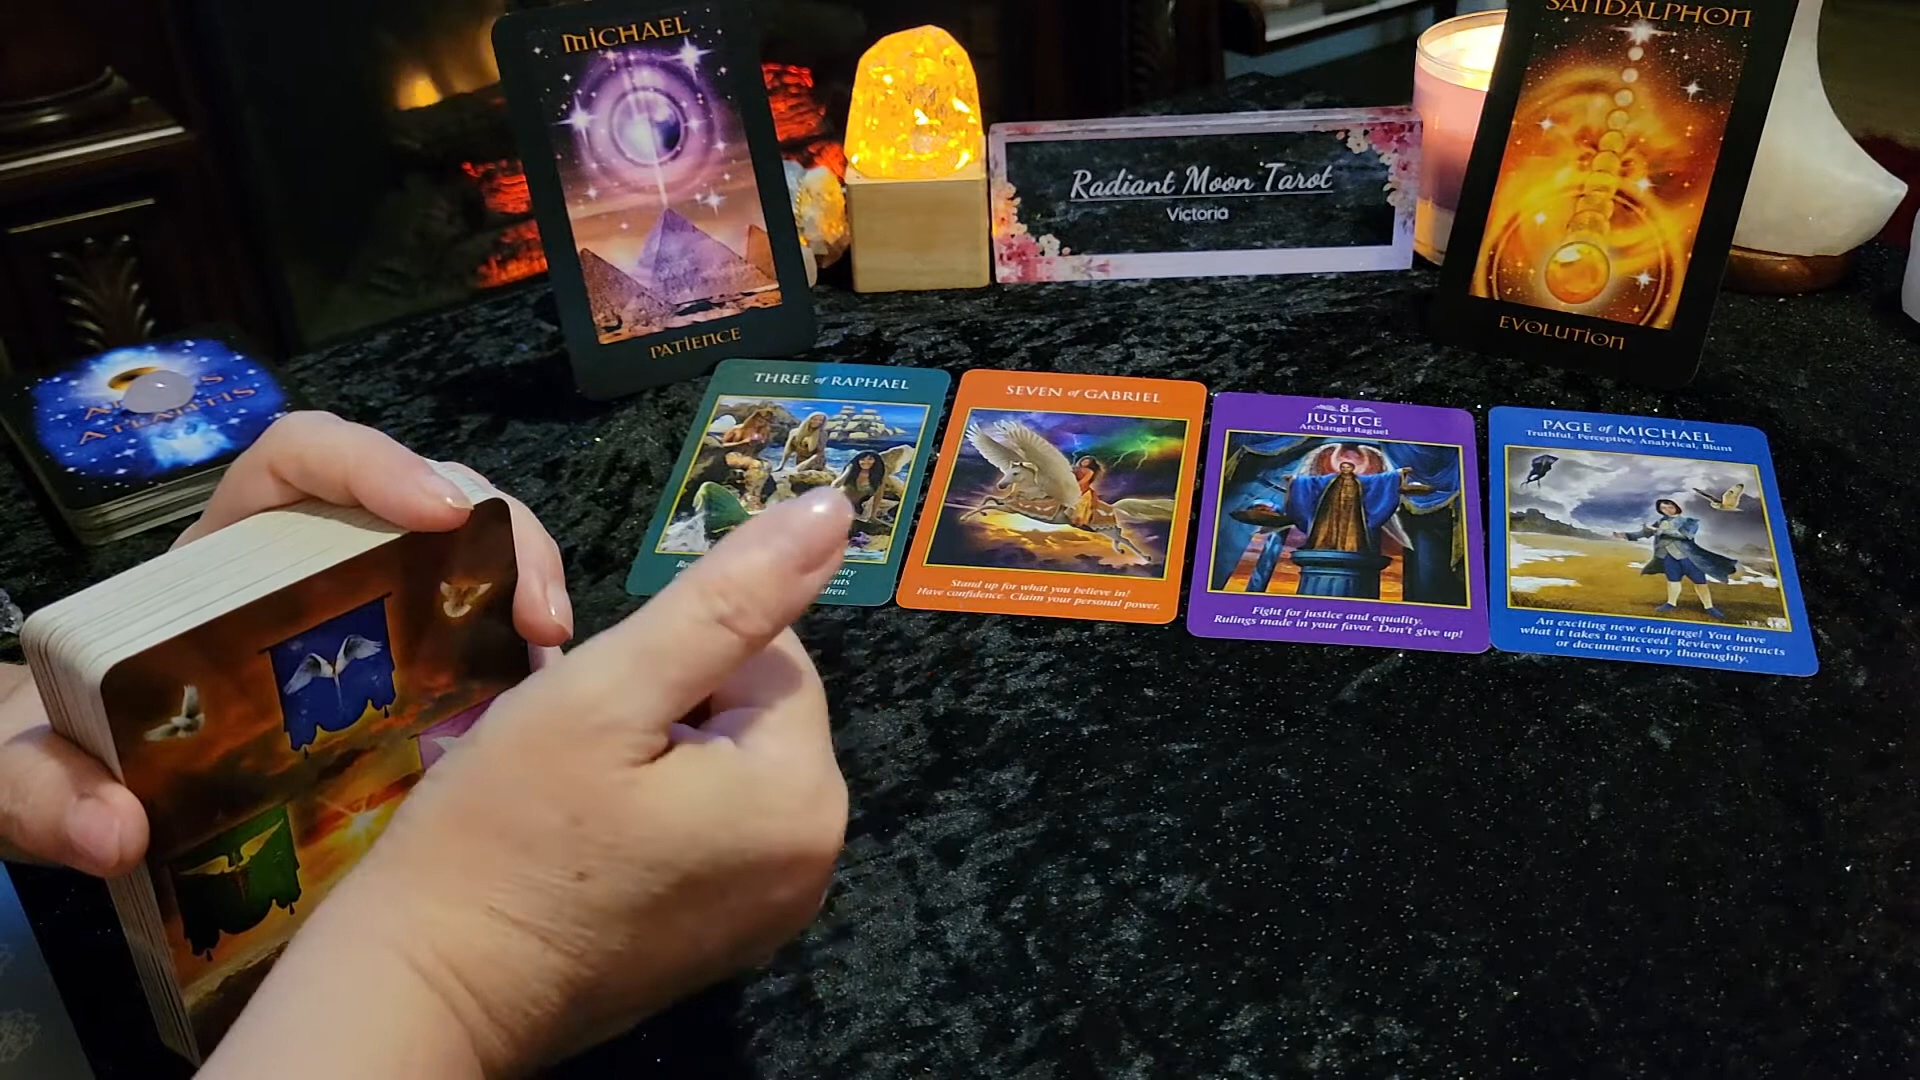 MICHAEL
PATIENCE
Radiant Moon Tarot
Victoria
SANDALPHON
EVOLUTION
THREE of RAPHAEL
SEVEN of GABRIEL
Stand up for what you believe in!
Have confidence. Claim your personal power.
8
JUSTICE
Archangel Raguel
Fight for justice and equality.
Rulings made in your favor. Don't give up!
PAGE of MICHAEL
Truthful, Perceptive, Analytical, Blunt
An exciting new challenge! You have
what it takes to succeed. Review contracts
or documents very thoroughly.